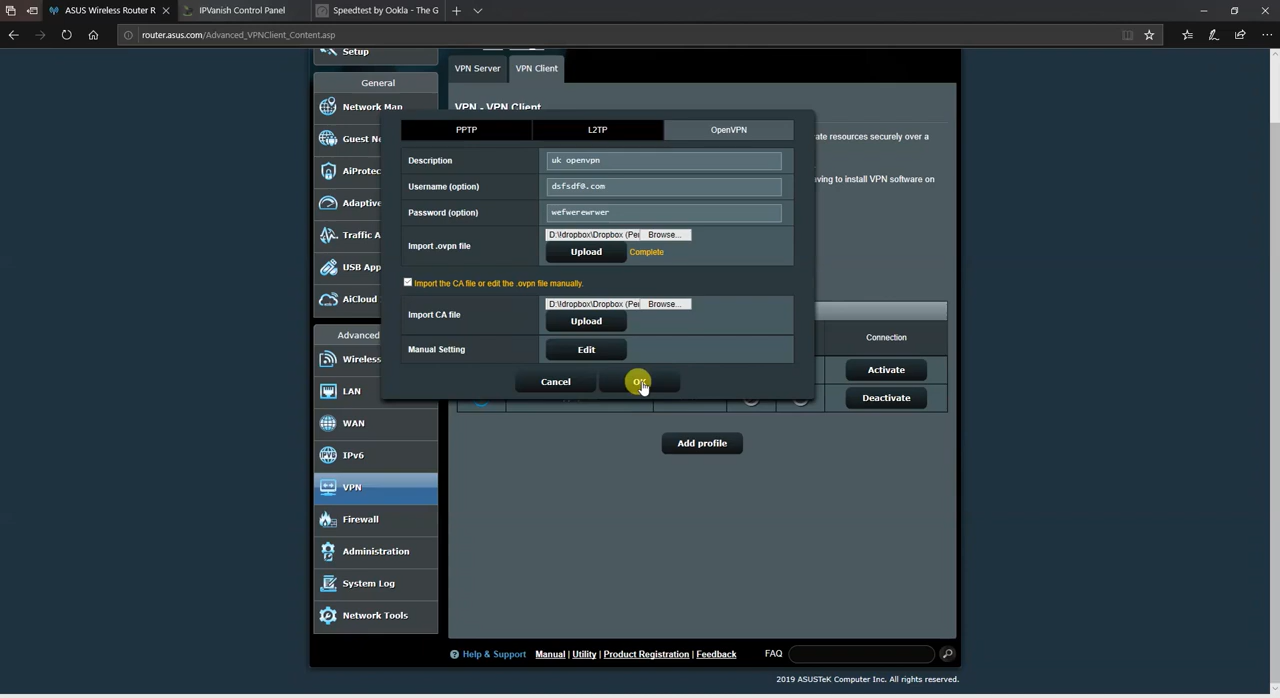 ASUS Wireless Router R
IPVanish Control Panel
Speedtest by Ookla - The G
router.asus.com/Advanced_VPNClient_Content.asp
Setup
VPN Server
VPN Client
General
VPN - VPN Client
Network Map
PPTP
L2TP
OpenVPN
ate resources securely over a
Guest Ne
Description
uk openvpn
AiProtec
Username (option)
dsfsdf0.com
ving to install VPN software on
Adaptive
Password (option)
wefwerewrwer
Traffic A
Import .ovpn file
D:\!dropbox\Dropbox (Per
Browse...
Upload
Complete
USB App
Import the CA file or edit the .ovpn file manually.
AiCloud
Import CA file
D:\!dropbox\Dropbox (Per
Browse...
Upload
Advanced
Connection
Manual Setting
Edit
Wireless
Activate
Cancel
LAN
Deactivate
WAN
Add profile
IPv6
VPN
Firewall
Administration
System Log
Network Tools
Help & Support
Manual | Utility | Product Registration | Feedback
FAQ
2019 ASUSTeK Computer Inc. All rights reserved.